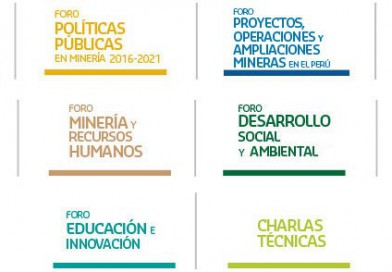 FORO
POLÍTICAS
PÚBLICAS
EN MINERÍA 2016-2021
FORO
PROYECTOS,
OPERACIONES Y
AMPLIACIONES
MINERAS EN EL PERÚ
FORO
MINERÍA Y
RECURSOS
HUMANOS
FORO
DESARROLLO
SOCIAL
Y AMBIENTAL
FORO
EDUCACIÓN E
INNOVACIÓN
CHARLAS
TÉCNICAS